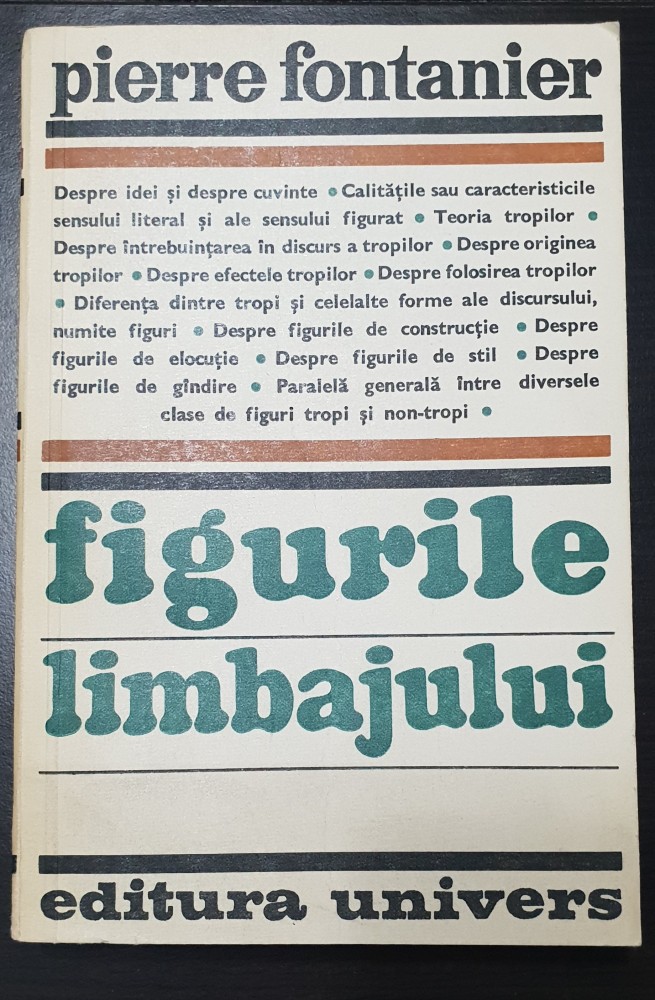 pierre fontanier
Despre idei și despre cuvinte • Calitățile sau caracteristicile
sensului literal și ale sensului figurat • Teoria tropilor •
Despre întrebuințarea în discurs a tropilor • Despre originea
tropilor • Despre efectele tropilor • Despre folosirea tropilor
• Diferența dintre tropi și celelalte forme ale discursului,
numite figuri • Despre figurile de construcție • Despre
figurile de elocuție • Despre figurile de stil • Despre
figurile de gîndire • Paralelă generală între diversele
clase de figuri tropi și non-tropi •
figurile
limbajului
editura univers